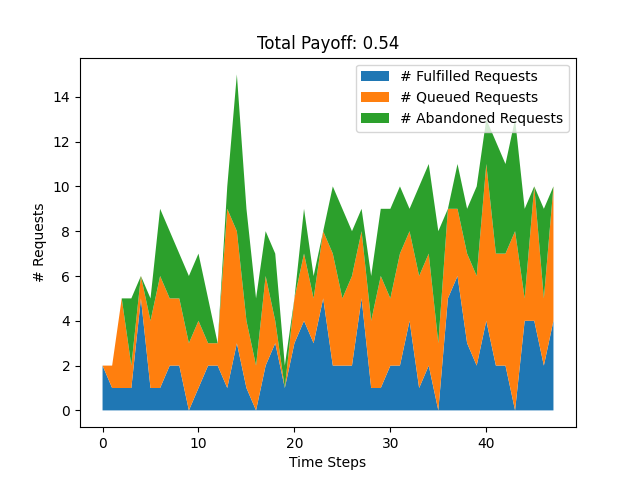 Total Payoff: 0.54
# Fulfilled Requests
# Queued Requests
# Abandoned Requests
14
12
10
8
6
4
2
0
# Requests
0 10 20 30 40
Time Steps